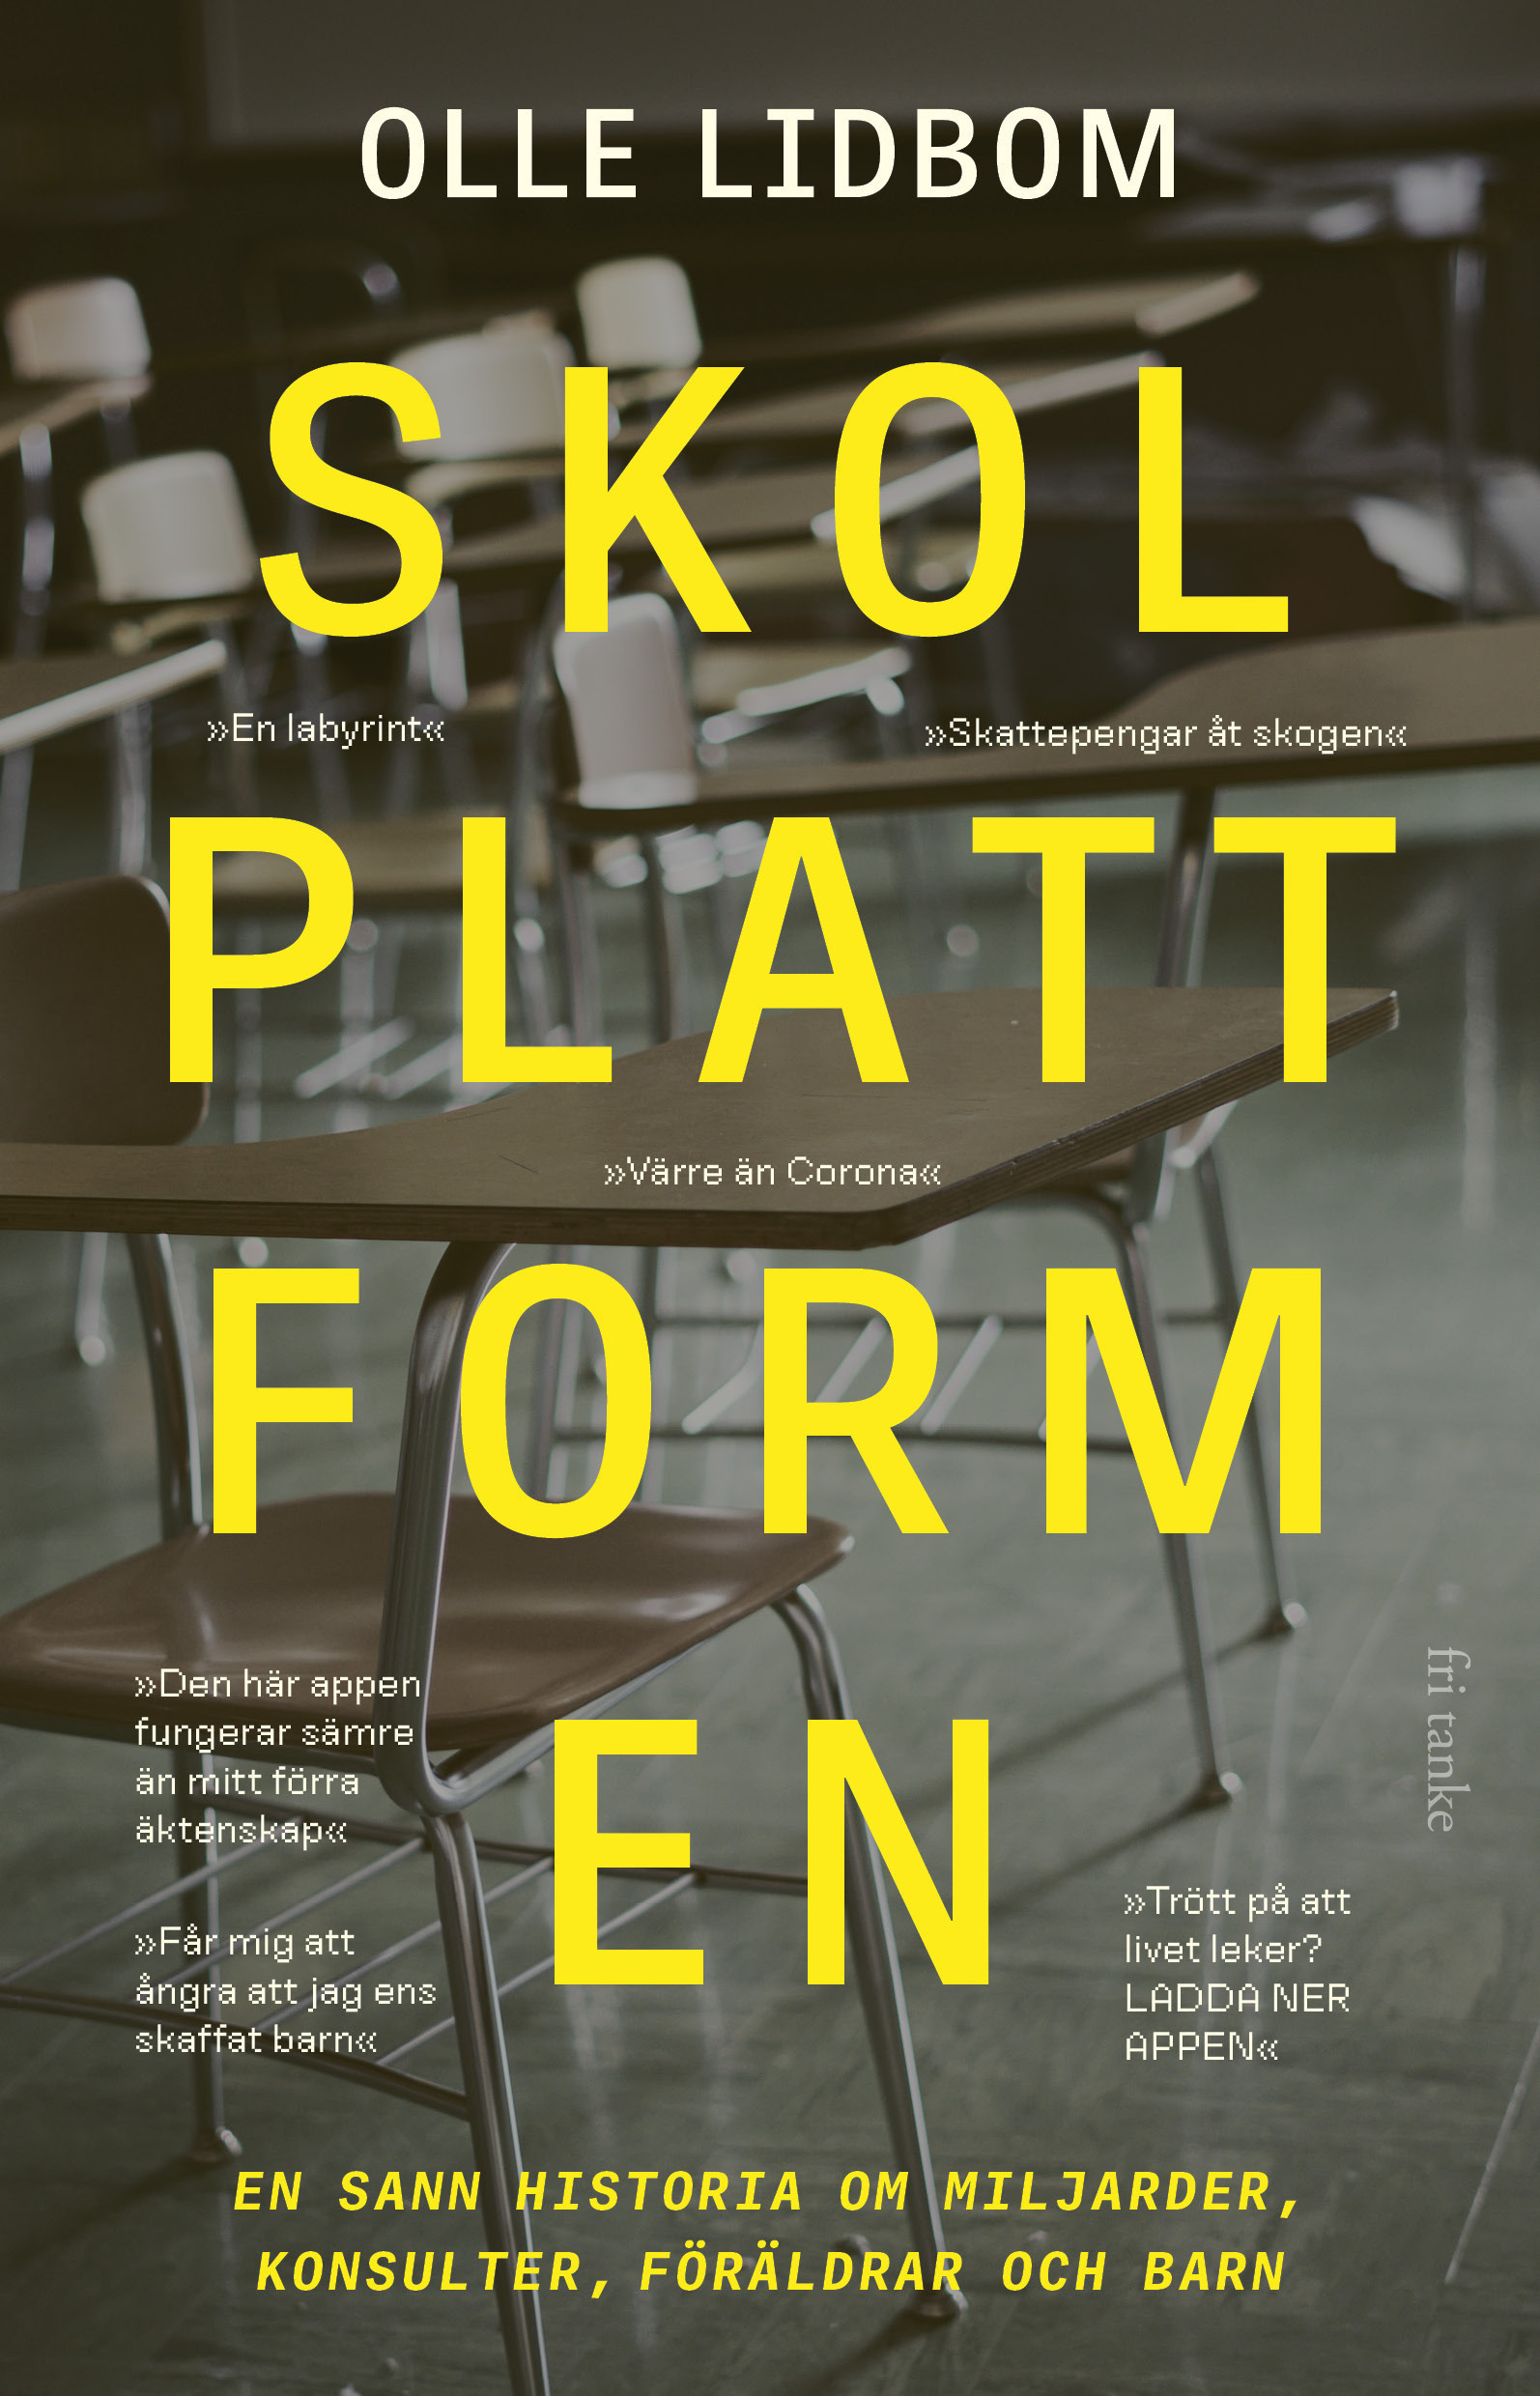 OLLE LIDBOM
SKOL
»En labyrint«
»Skattepengar åt skogen«
PLATT
»Värre än Corona«
FORM
»Den här appen
fungerar sämre
än mitt förra
äktenskap«
EN
»Får mig att
ångra att jag ens
skaffat barn«
»Trött på att
livet leker?
LADDA NER
APPEN«
fri tanke
EN SANN HISTORIA OM MILJARDER,
KONSULTER, FÖRÄLDRAR OCH BARN